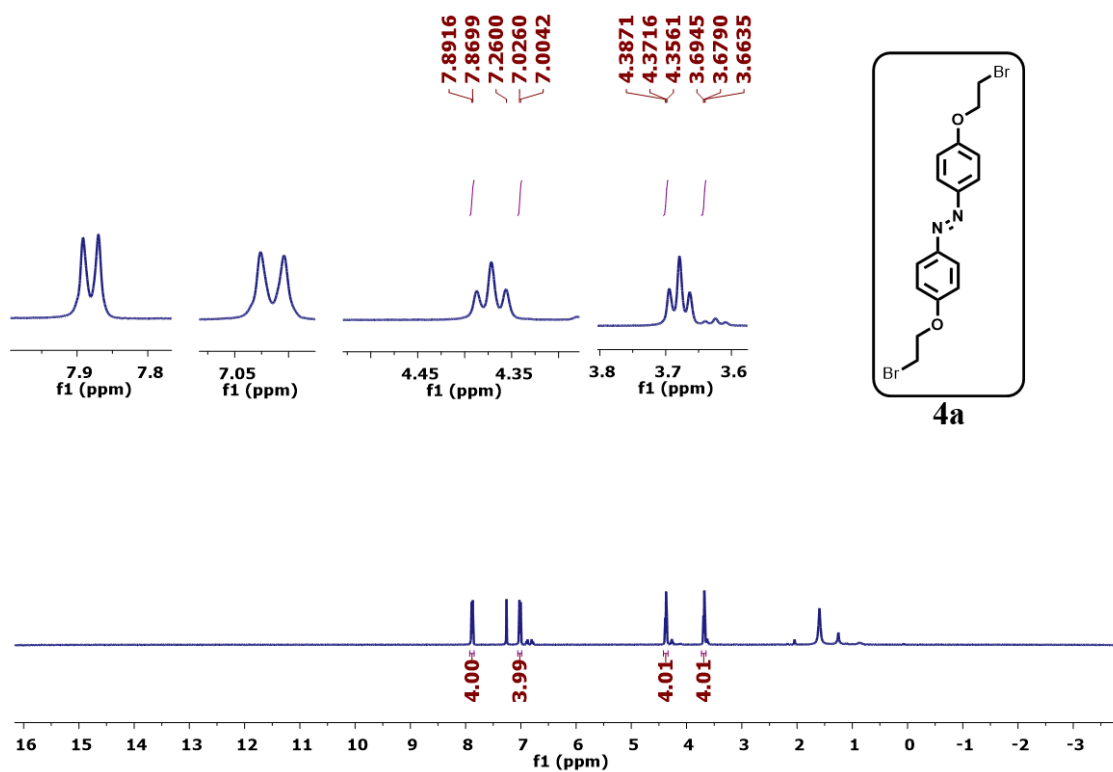 7.8916
7.8699
7.2600
7.0260
7.0042
4.3871
4.3716
4.3561
3.6945
3.6790
3.6635
Br
O
N
N
O
Br
4a
7.9 7.8
f1 (ppm)
7.05
f1 (ppm)
4.45 4.35
f1 (ppm)
3.8 3.7 3.6
f1 (ppm)
4.00
3.99
4.01
4.01
16 15 14 13 12 11 10 9 8 7 6 5 4 3 2 1 0 -1 -2 -3
f1 (ppm)